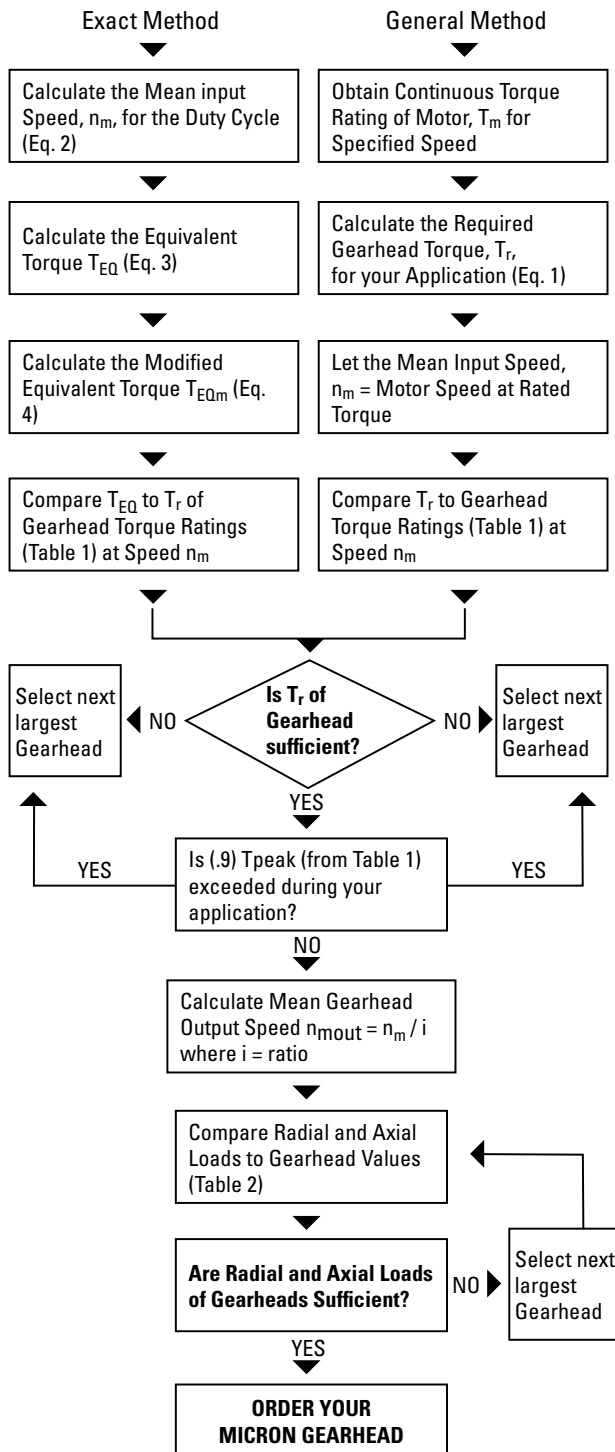 Exact Method
General Method
Calculate the Mean input
Speed, nm, for the Duty Cycle
(Eq. 2)
Obtain Continuous Torque
Rating of Motor, Tm for
Specified Speed
Calculate the Equivalent
Torque TEQ (Eq. 3)
Calculate the Required
Gearhead Torque, Tr,
for your Application (Eq. 1)
Calculate the Modified
Equivalent Torque TEQm (Eq.
4)
Let the Mean Input Speed,
nm = Motor Speed at Rated
Torque
Compare TEQ to Tr of
Gearhead Torque Ratings
(Table 1) at Speed nm
Compare Tr to Gearhead
Torque Ratings (Table 1) at
Speed nm
Select next
largest
Gearhead
NO
Is Tr of
Gearhead
sufficient?
NO
Select next
largest
Gearhead
YES
YES
Is (.9) Tpeak (from Table 1)
exceeded during your
application?
YES
NO
Calculate Mean Gearhead
Output Speed nmout = nm / i
where i = ratio
Compare Radial and Axial
Loads to Gearhead Values
(Table 2)
Are Radial and Axial Loads
of Gearheads Sufficient?
NO
Select next
largest
Gearhead
YES
ORDER YOUR
MICRON GEARHEAD